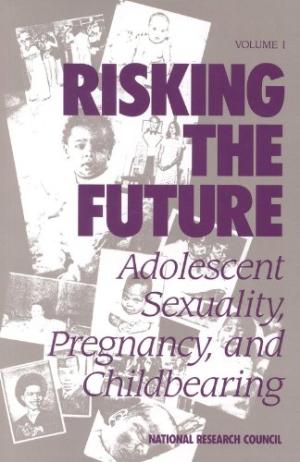 VOLUME I
RISKING
THE
FUTURE
Adolescent
Sexuality,
Pregnancy, and
Childbearing
NATIONAL RESEARCH COUNCIL